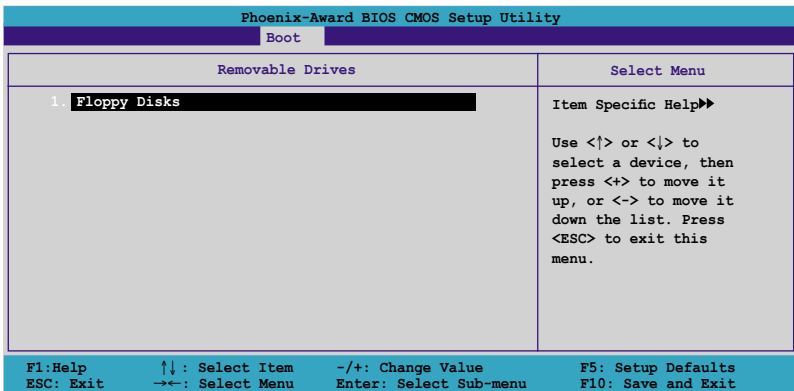 Phoenix-Award BIOS CMOS Setup Utility
Boot
Removable Drives
Select Menu
1. Floppy Disks
Item Specific Help▶▶
Use <↑> or <↓> to
select a device, then
press <+> to move it
up, or <-> to move it
down the list. Press
<ESC> to exit this
menu.
F1:Help ↑↓ : Select Item -/+: Change Value F5: Setup Defaults
ESC: Exit →←: Select Menu Enter: Select Sub-menu F10: Save and Exit